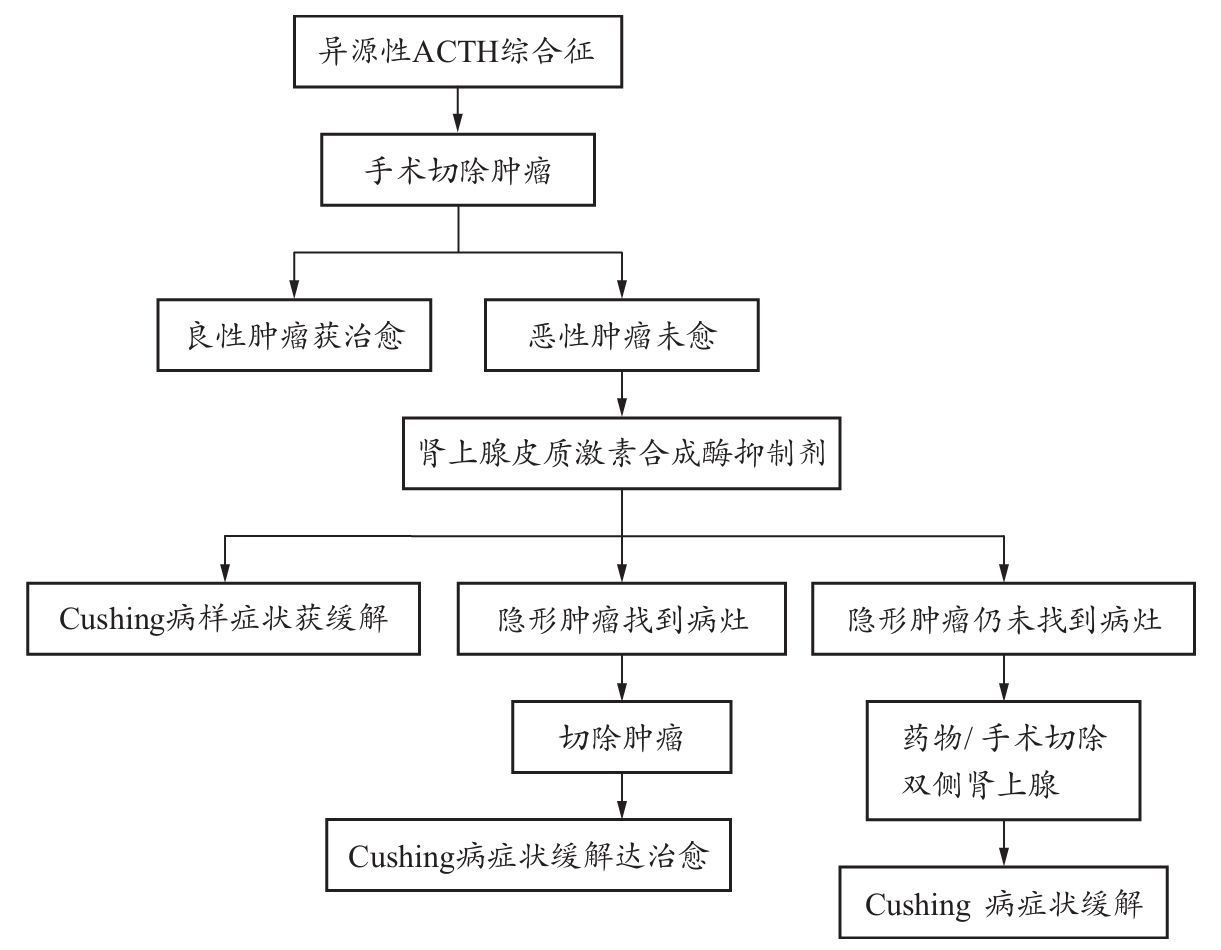 异源性ACTH综合征
手术切除肿瘤
良性肿瘤获治愈
恶性肿瘤未愈
肾上腺皮质激素合成酶抑制剂
Cushing病样症状获缓解
隐形肿瘤找到病灶
隐形肿瘤仍未找到病灶
切除肿瘤
药物/ 手术切除
双侧肾上腺
Cushing病症状缓解达治愈
Cushing 病症状缓解